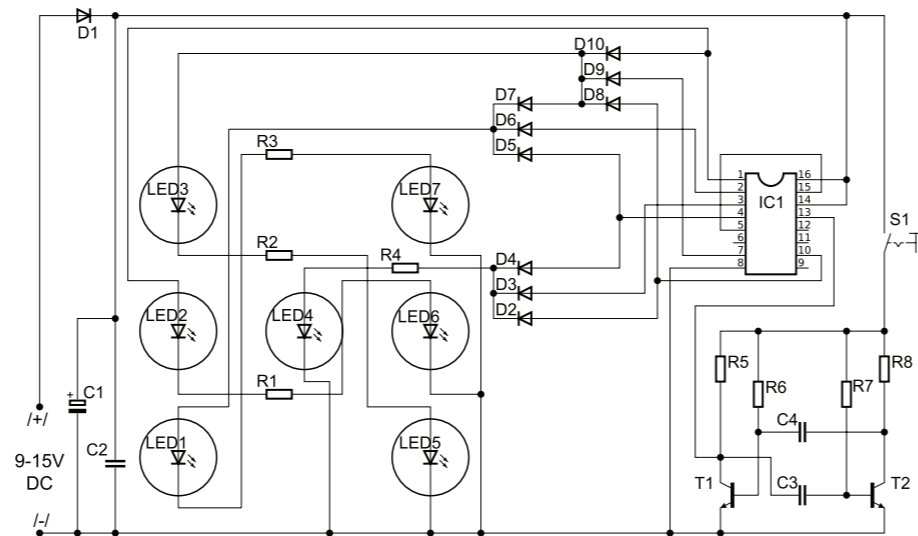 D1
D10
D9
D7 D8
D6
D5
R3
LED3 LED7
1 16
2 15
3 IC1 14
4 13
5 12
6 11
7 10
8 9
S1
R2
R4 D4
D3
D2
LED2 LED4 LED6
R1
R5 R8
R6 R7
+
C1
/+/
C4
LED1 LED5
C2
9-15V
DC
C3
T1 T2
/-/